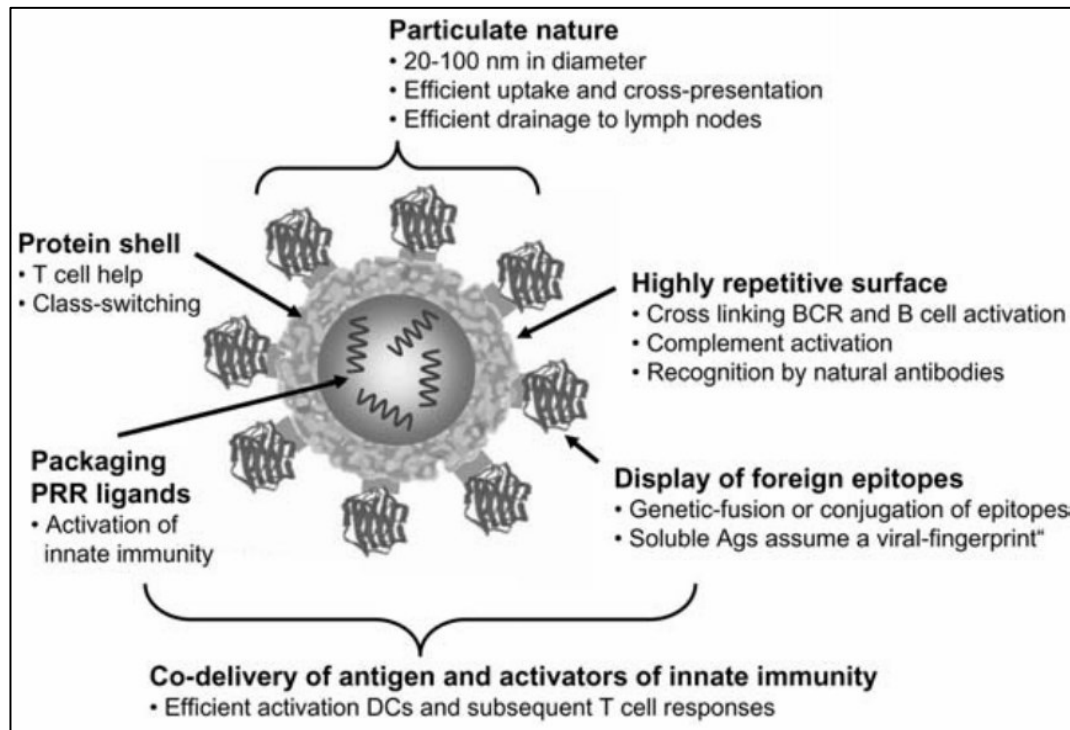 Particulate nature
• 20-100 nm in diameter
• Efficient uptake and cross-presentation
• Efficient drainage to lymph nodes
Protein shell
• T cell help
• Class-switching
Highly repetitive surface
• Cross linking BCR and B cell activation
• Complement activation
• Recognition by natural antibodies
Packaging
PRR ligands
• Activation of
innate immunity
Display of foreign epitopes
• Genetic-fusion or conjugation of epitopes
• Soluble Ags assume a viral-fingerprint“
Co-delivery of antigen and activators of innate immunity
• Efficient activation DCs and subsequent T cell responses